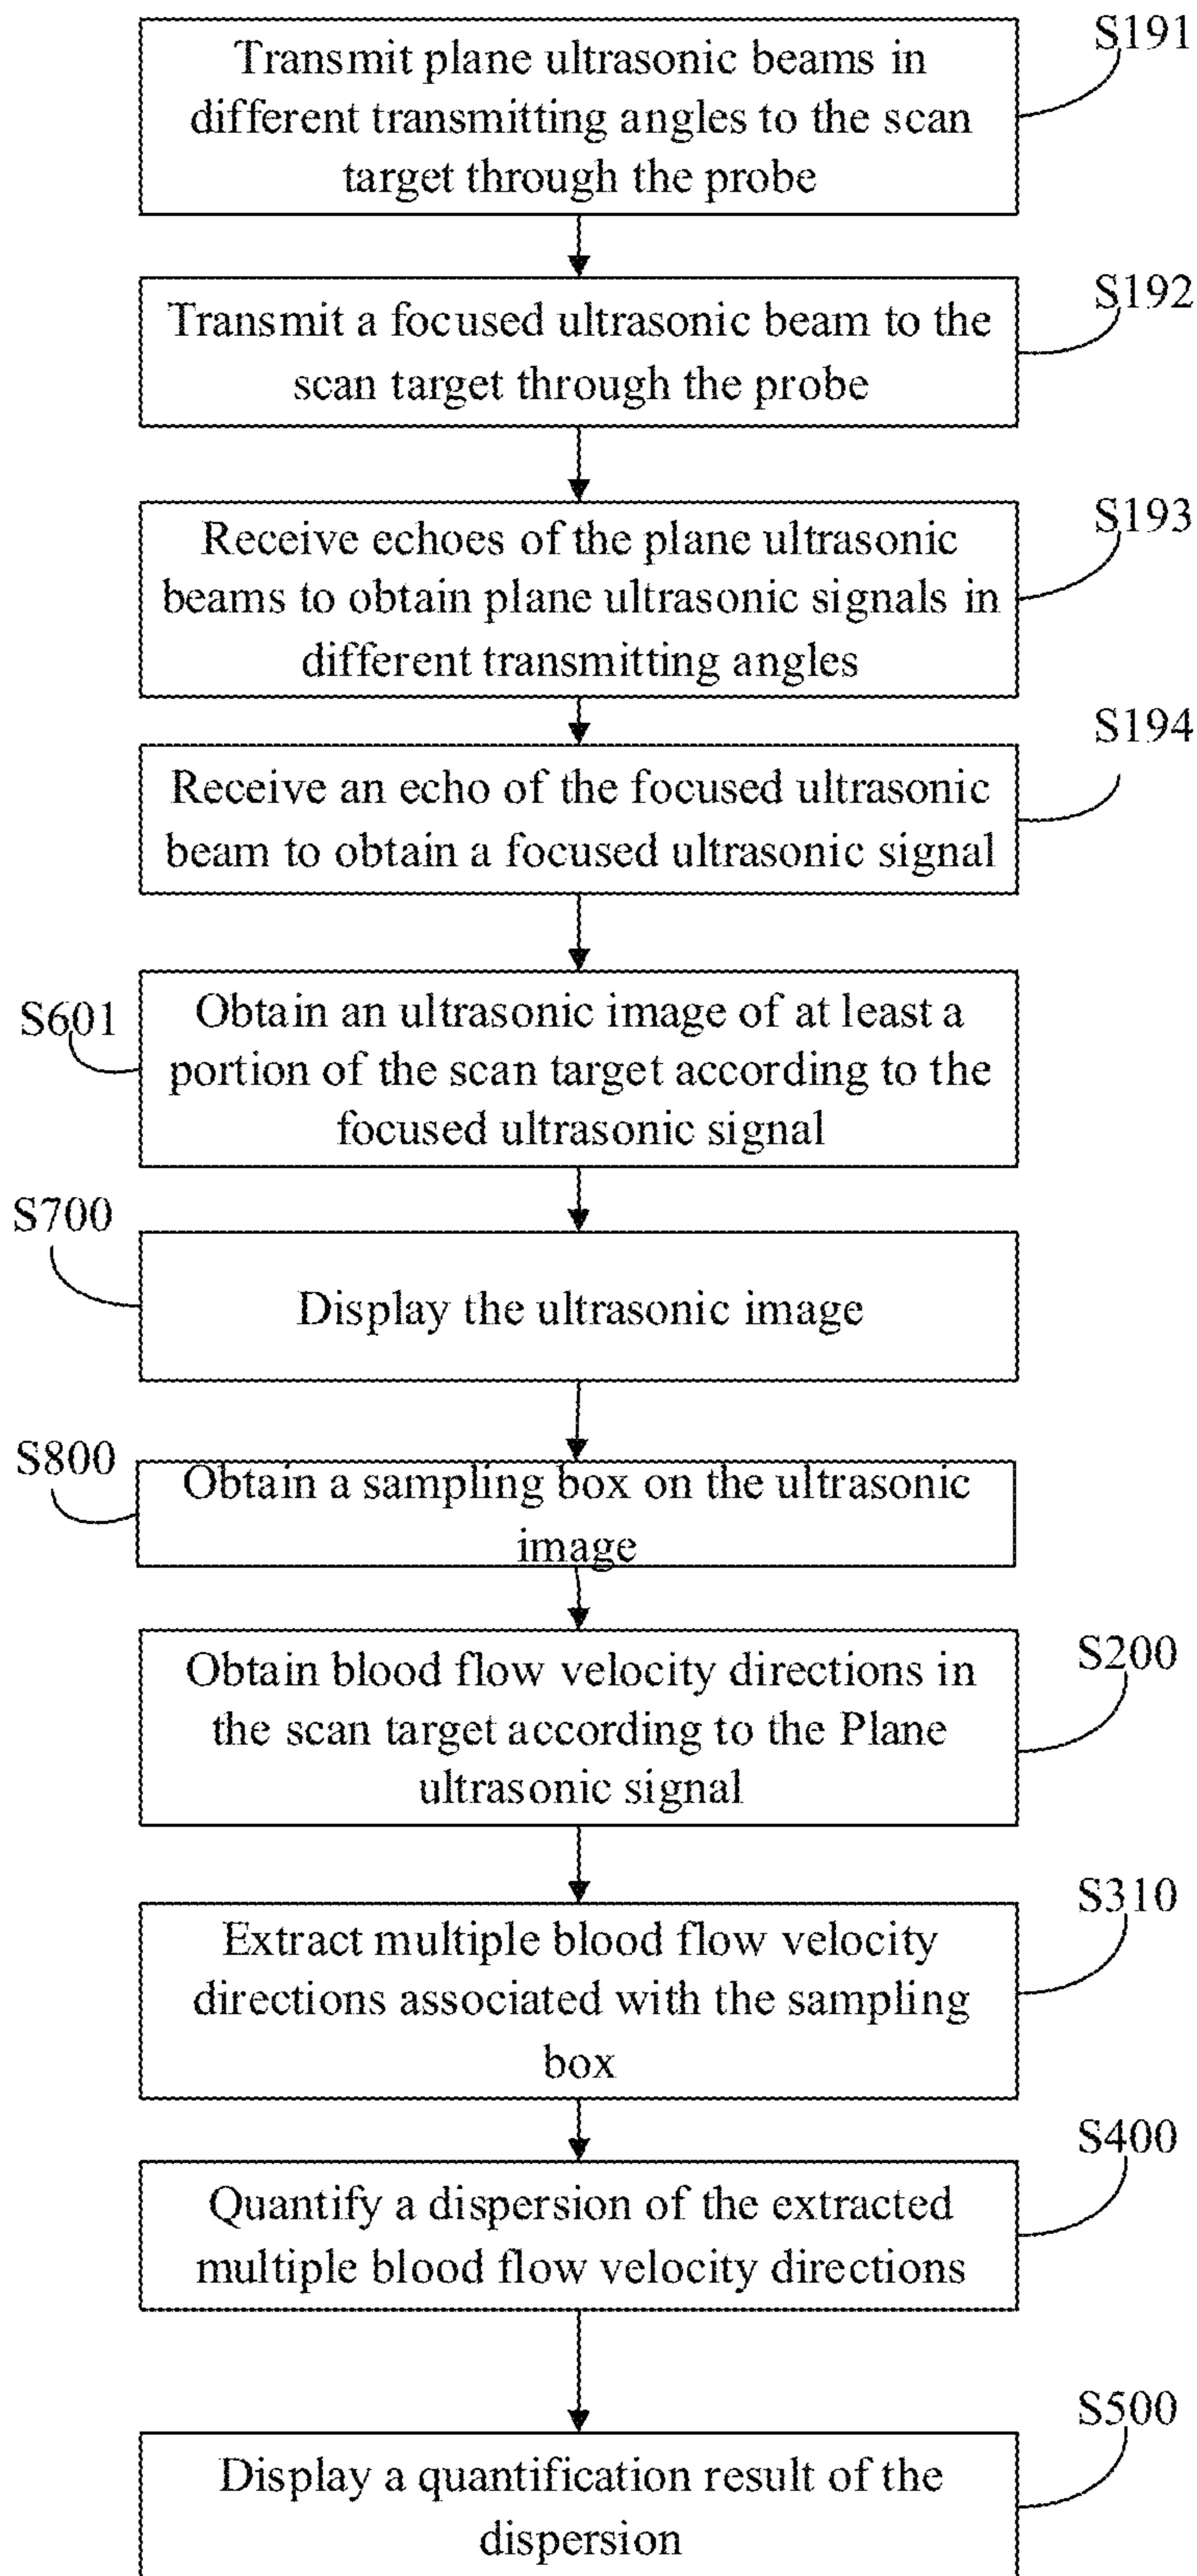 S191
Transmit plane ultrasonic beams in
different transmitting angles to the scan
target through the probe
S192
Transmit a focused ultrasonic beam to the
scan target through the probe
S193
Receive echoes of the plane ultrasonic
beams to obtain plane ultrasonic signals in
different transmitting angles
S194
Receive an echo of the focused ultrasonic
beam to obtain a focused ultrasonic signal
S601
Obtain an ultrasonic image of at least a
portion of the scan target according to the
focused ultrasonic signal
S700
Display the ultrasonic image
S800
Obtain a sampling box on the ultrasonic
image
S200
Obtain blood flow velocity directions in
the scan target according to the Plane
ultrasonic signal
S310
Extract multiple blood flow velocity
directions associated with the sampling
box
S400
Quantify a dispersion of the extracted
multiple blood flow velocity directions
S500
Display a quantification result of the
dispersion